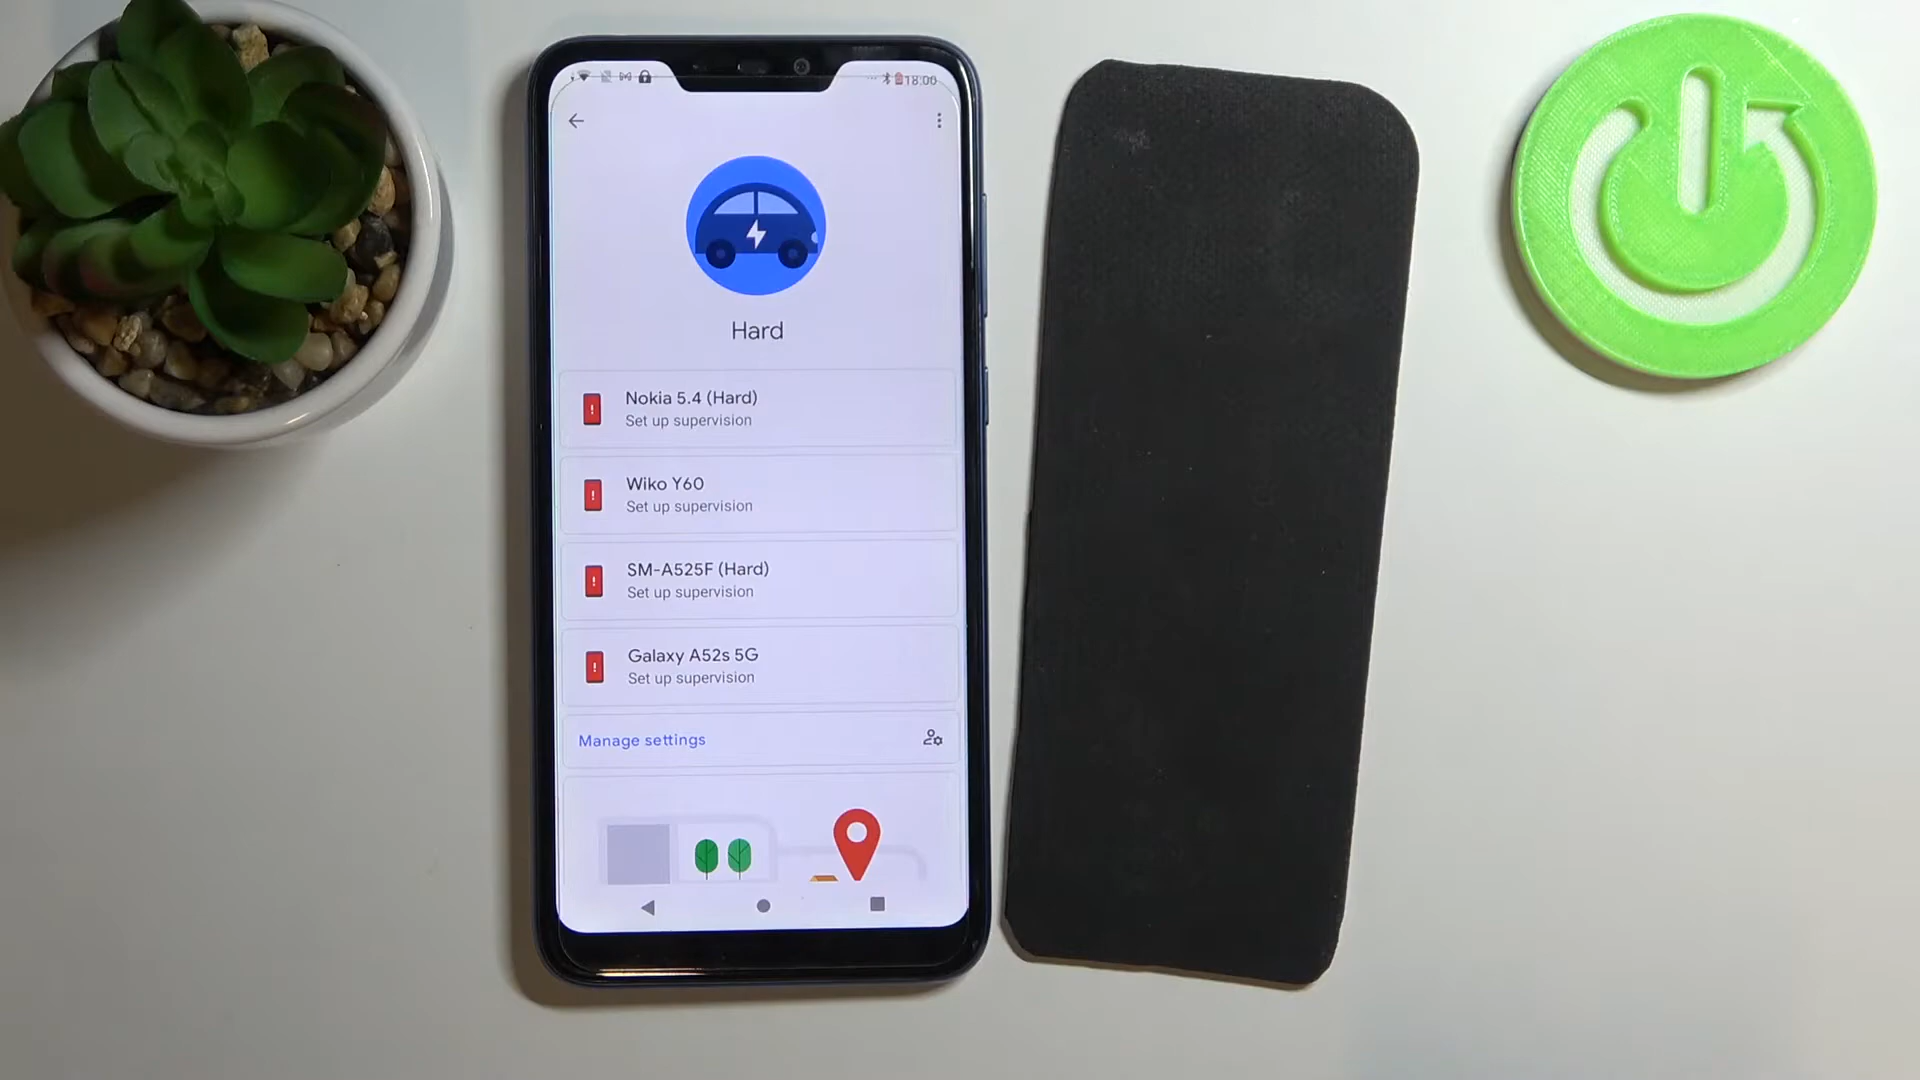 18:00
Hard
Nokia 5.4 (Hard)
Set up supervision
Wiko Y60
Set up supervision
SM-A525F (Hard)
Set up supervision
Galaxy A52s 5G
Set up supervision
Manage settings